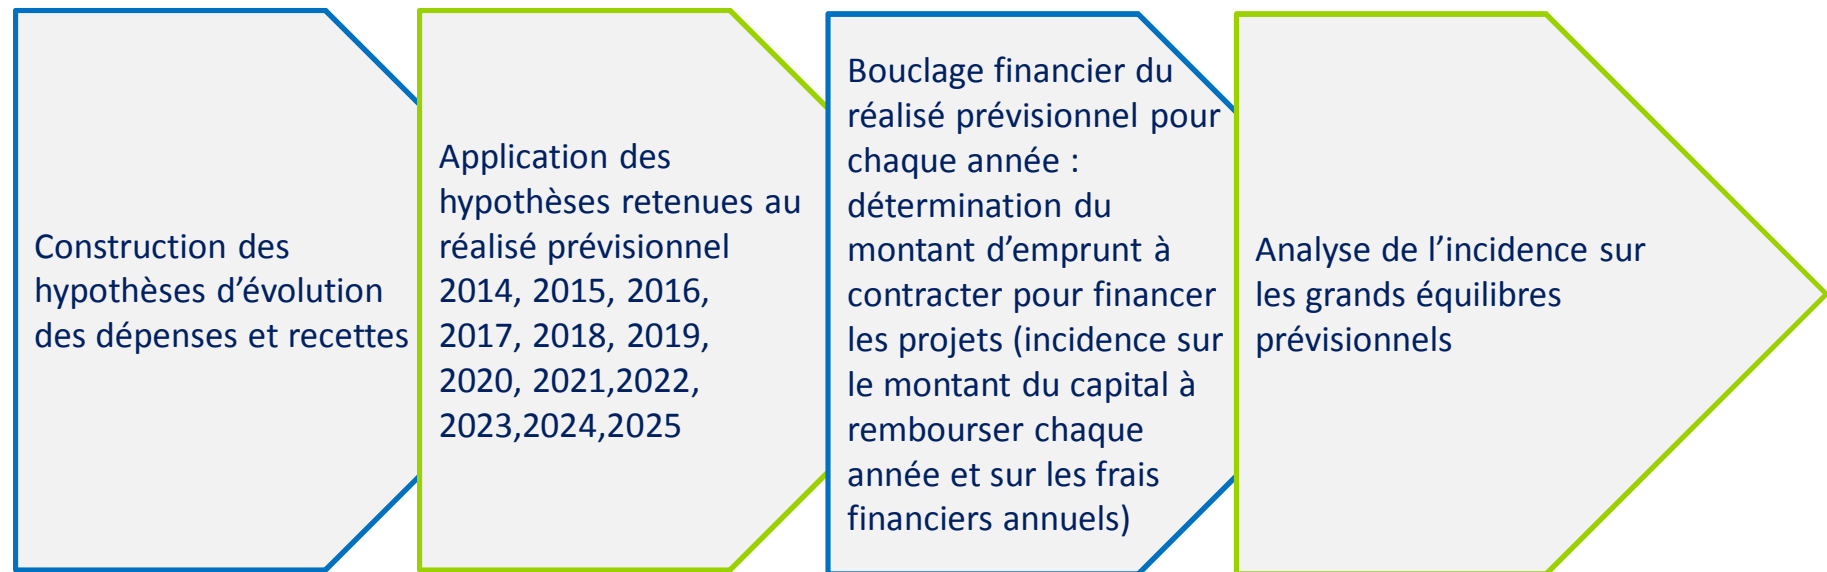 Construction des
hypothèses d’évolution
des dépenses et recettes
Application des
hypothèses retenues au
réalisé prévisionnel
2014, 2015, 2016,
2017, 2018, 2019,
2020, 2021,2022,
2023,2024,2025
Bouclage financier du
réalisé prévisionnel pour
chaque année :
détermination du
montant d’emprunt à
contracter pour financer
les projets (incidence sur
le montant du capital à
rembourser chaque
année et sur les frais
financiers annuels)
Analyse de l’incidence sur
les grands équilibres
prévisionnels